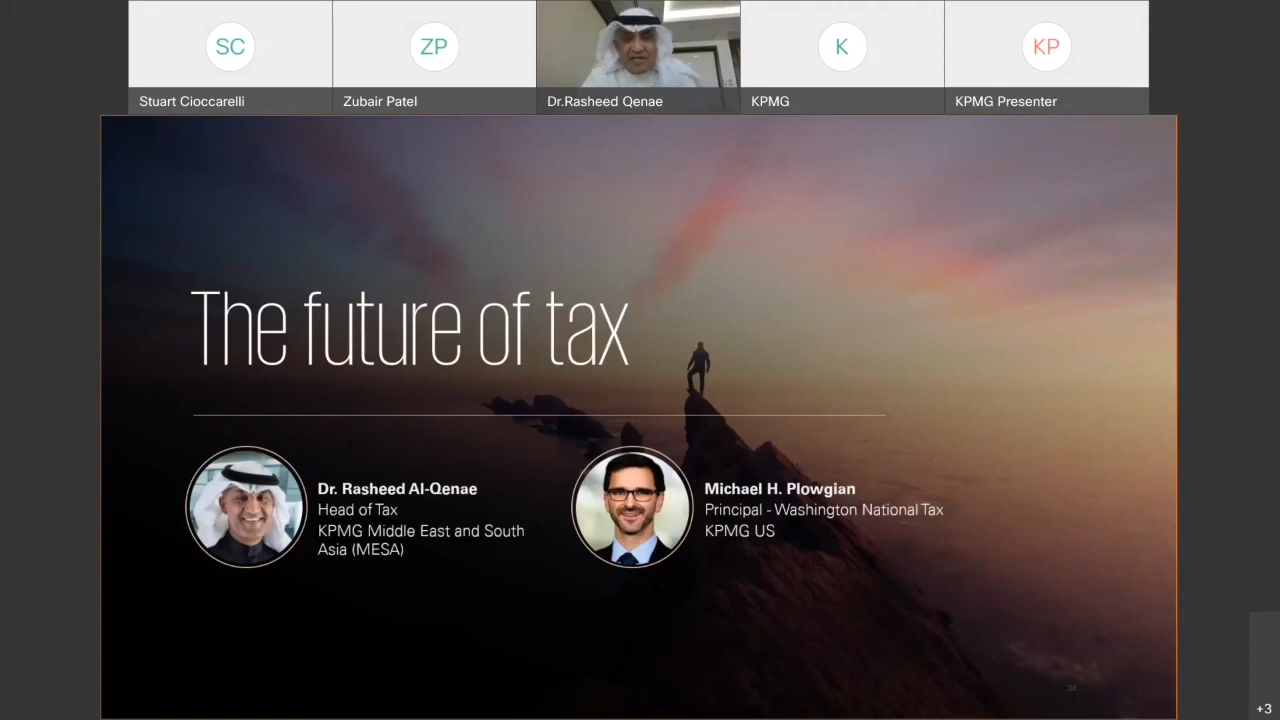 SC
ZP
K
KP
Stuart Cioccarelli
Zubair Patel
Dr.Rasheed Qenae
KPMG
KPMG Presenter
The future of tax
Dr. Rasheed Al-Qenae
Head of Tax
KPMG Middle East and South
Asia (MESA)
Michael H. Plowgian
Principal - Washington National Tax
KPMG US
34
+3